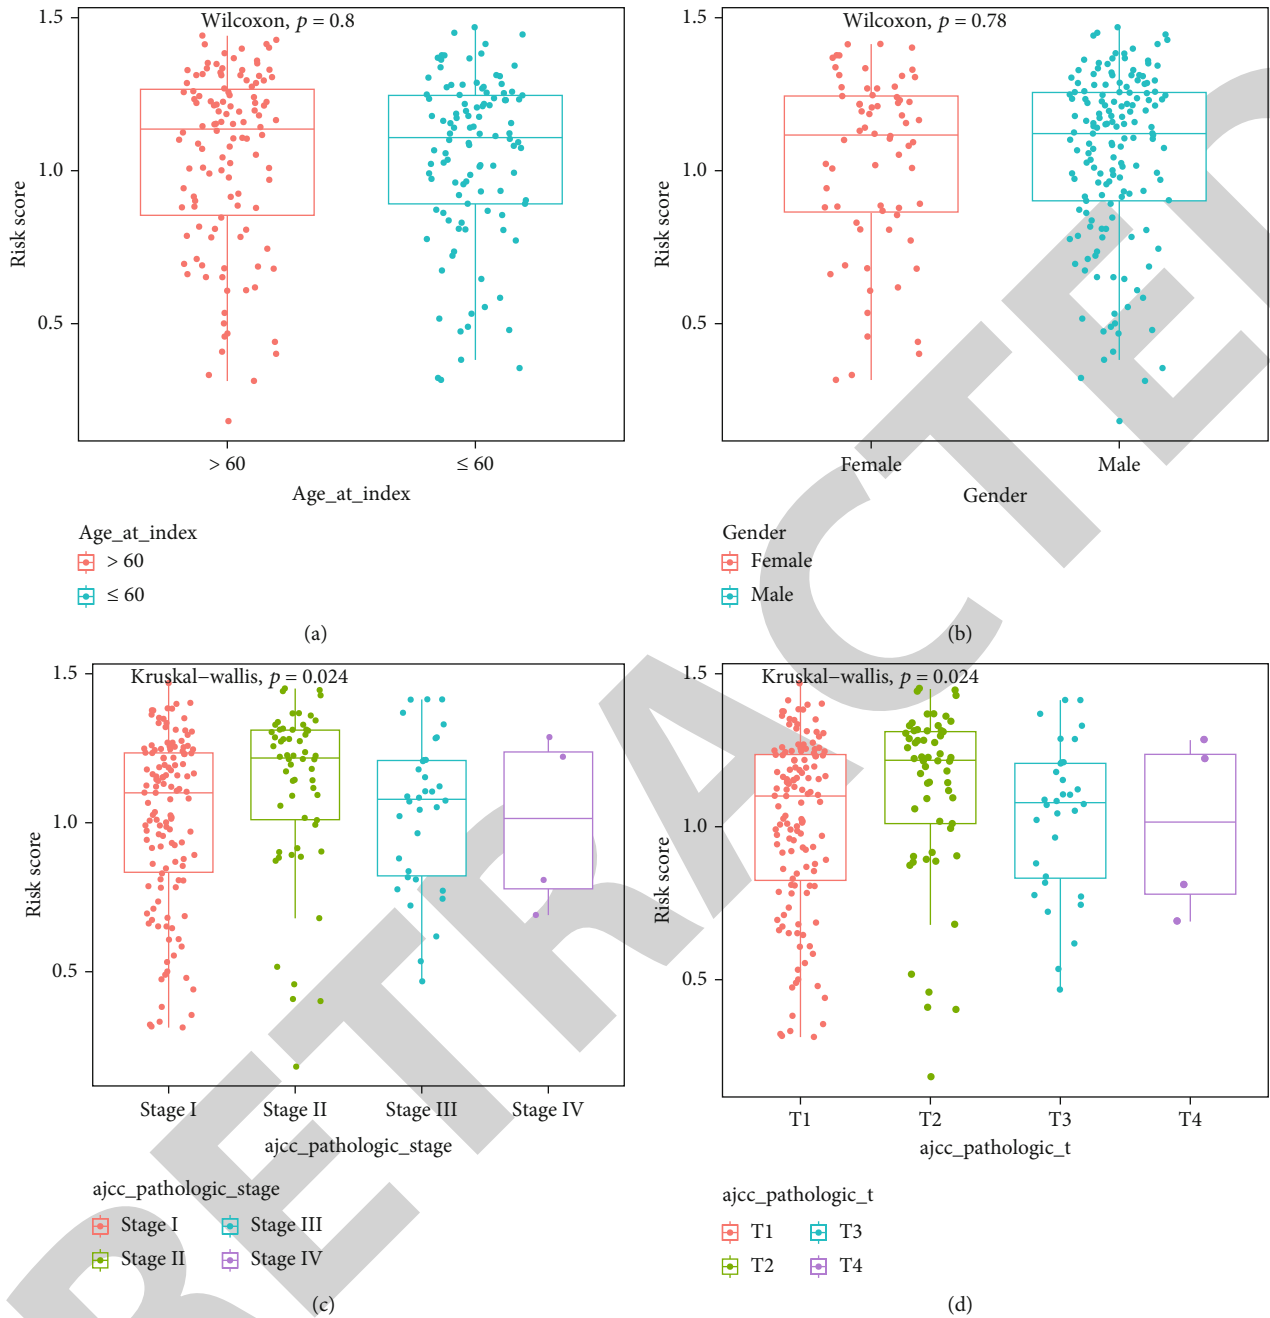 Wilcoxon, p = 0.8
1.5
1.0
0.5
Risk score
> 60
≤ 60
Age_at_index
Age_at_index
> 60
≤ 60
(a)
Wilcoxon, p = 0.78
1.5
1.0
0.5
Risk score
Female
Male
Gender
Gender
Female
Male
(b)
Kruskal−wallis, p = 0.024
1.5
1.0
0.5
Risk score
Stage I
Stage II
Stage III
Stage IV
ajcc_pathologic_stage
ajcc_pathologic_stage
Stage I
Stage III
Stage II
Stage IV
(c)
Kruskal−wallis, p = 0.024
1.5
1.0
0.5
Risk score
T1
T2
T3
T4
ajcc_pathologic_t
ajcc_pathologic_t
T1
T3
T2
T4
(d)
RETRACTED